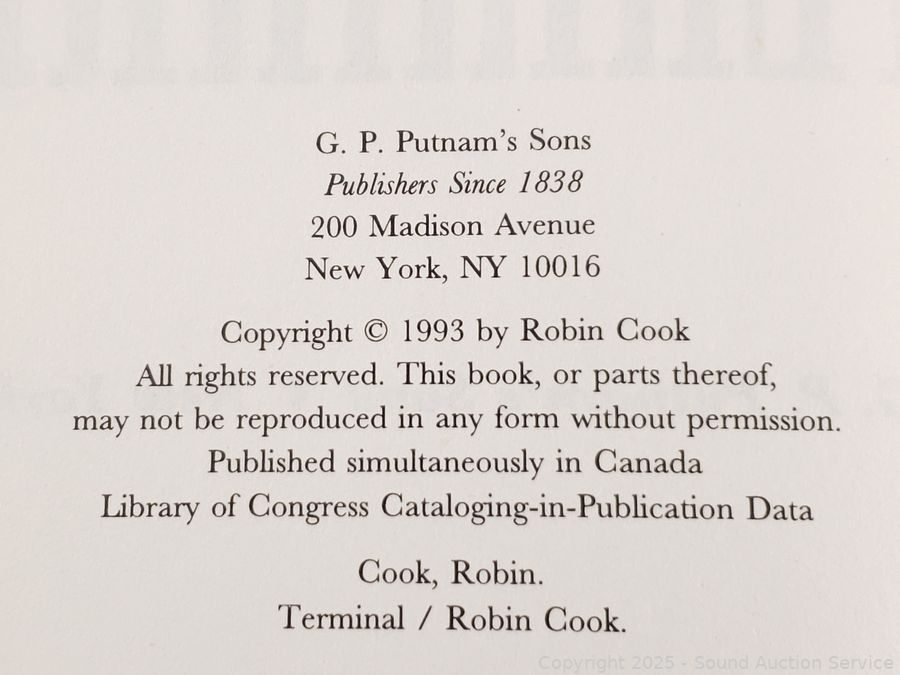 G. P. Putnam's Sons
Publishers Since 1838
200 Madison Avenue
New York, NY 10016
Copyright © 1993 by Robin Cook
All rights reserved. This book, or parts thereof,
may not be reproduced in any form without permission.
Published simultaneously in Canada
Library of Congress Cataloging-in-Publication Data
Cook, Robin.
Terminal / Robin Cook.
Copyright 2025 - Sound Auction Service